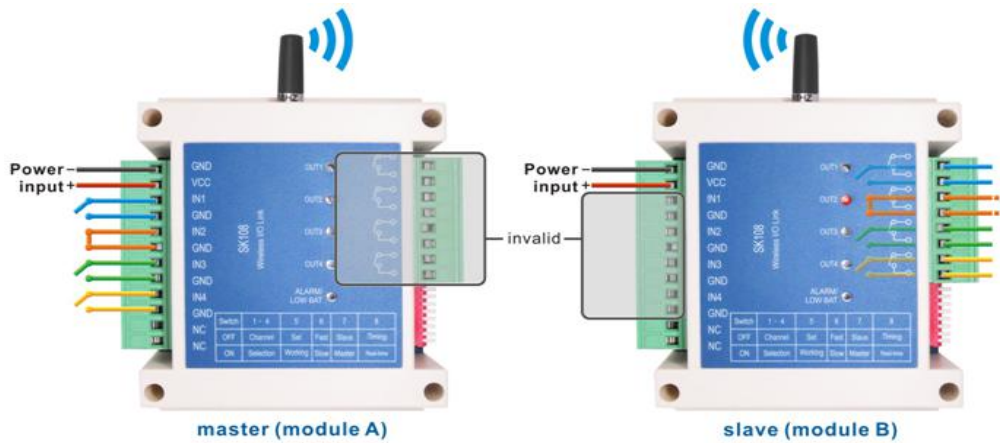 Power −
input +
GND
VCC
IN1
GND
IN2
GND
IN3
GND
IN4
GND
NC
NC
OUT1
OUT2
OUT3
OUT4
ALARM/
LOW BAT
SK108
Wireless I/O Link
Switch 1 - 4 5 6 7 8
OFF Channel Set Fast Slave Timing
ON Selection Working Slow Master Real-time
master (module A)
invalid
Power −
input +
GND
VCC
IN1
GND
IN2
GND
IN3
GND
IN4
GND
NC
NC
OUT1
OUT2
OUT3
OUT4
ALARM/
LOW BAT
SK108
Wireless I/O Link
Switch 1 - 4 5 6 7 8
OFF Channel Set Fast Slave Timing
ON Selection Working Slow Master Real-time
slave (module B)